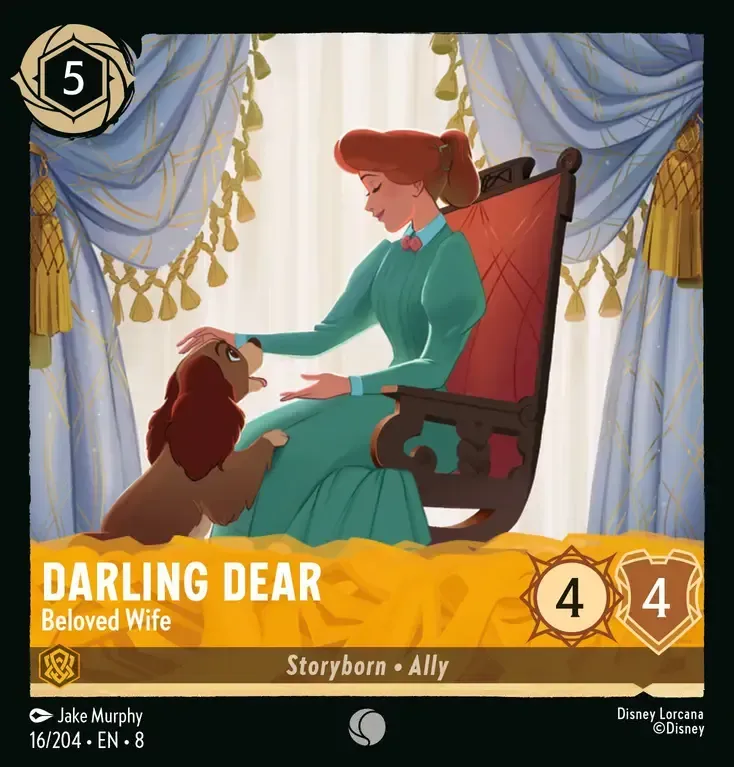 5
DARLING DEAR
Beloved Wife
4 4
Storyborn • Ally
Jake Murphy
16/204 • EN • 8
Disney Lorcana
©Disney